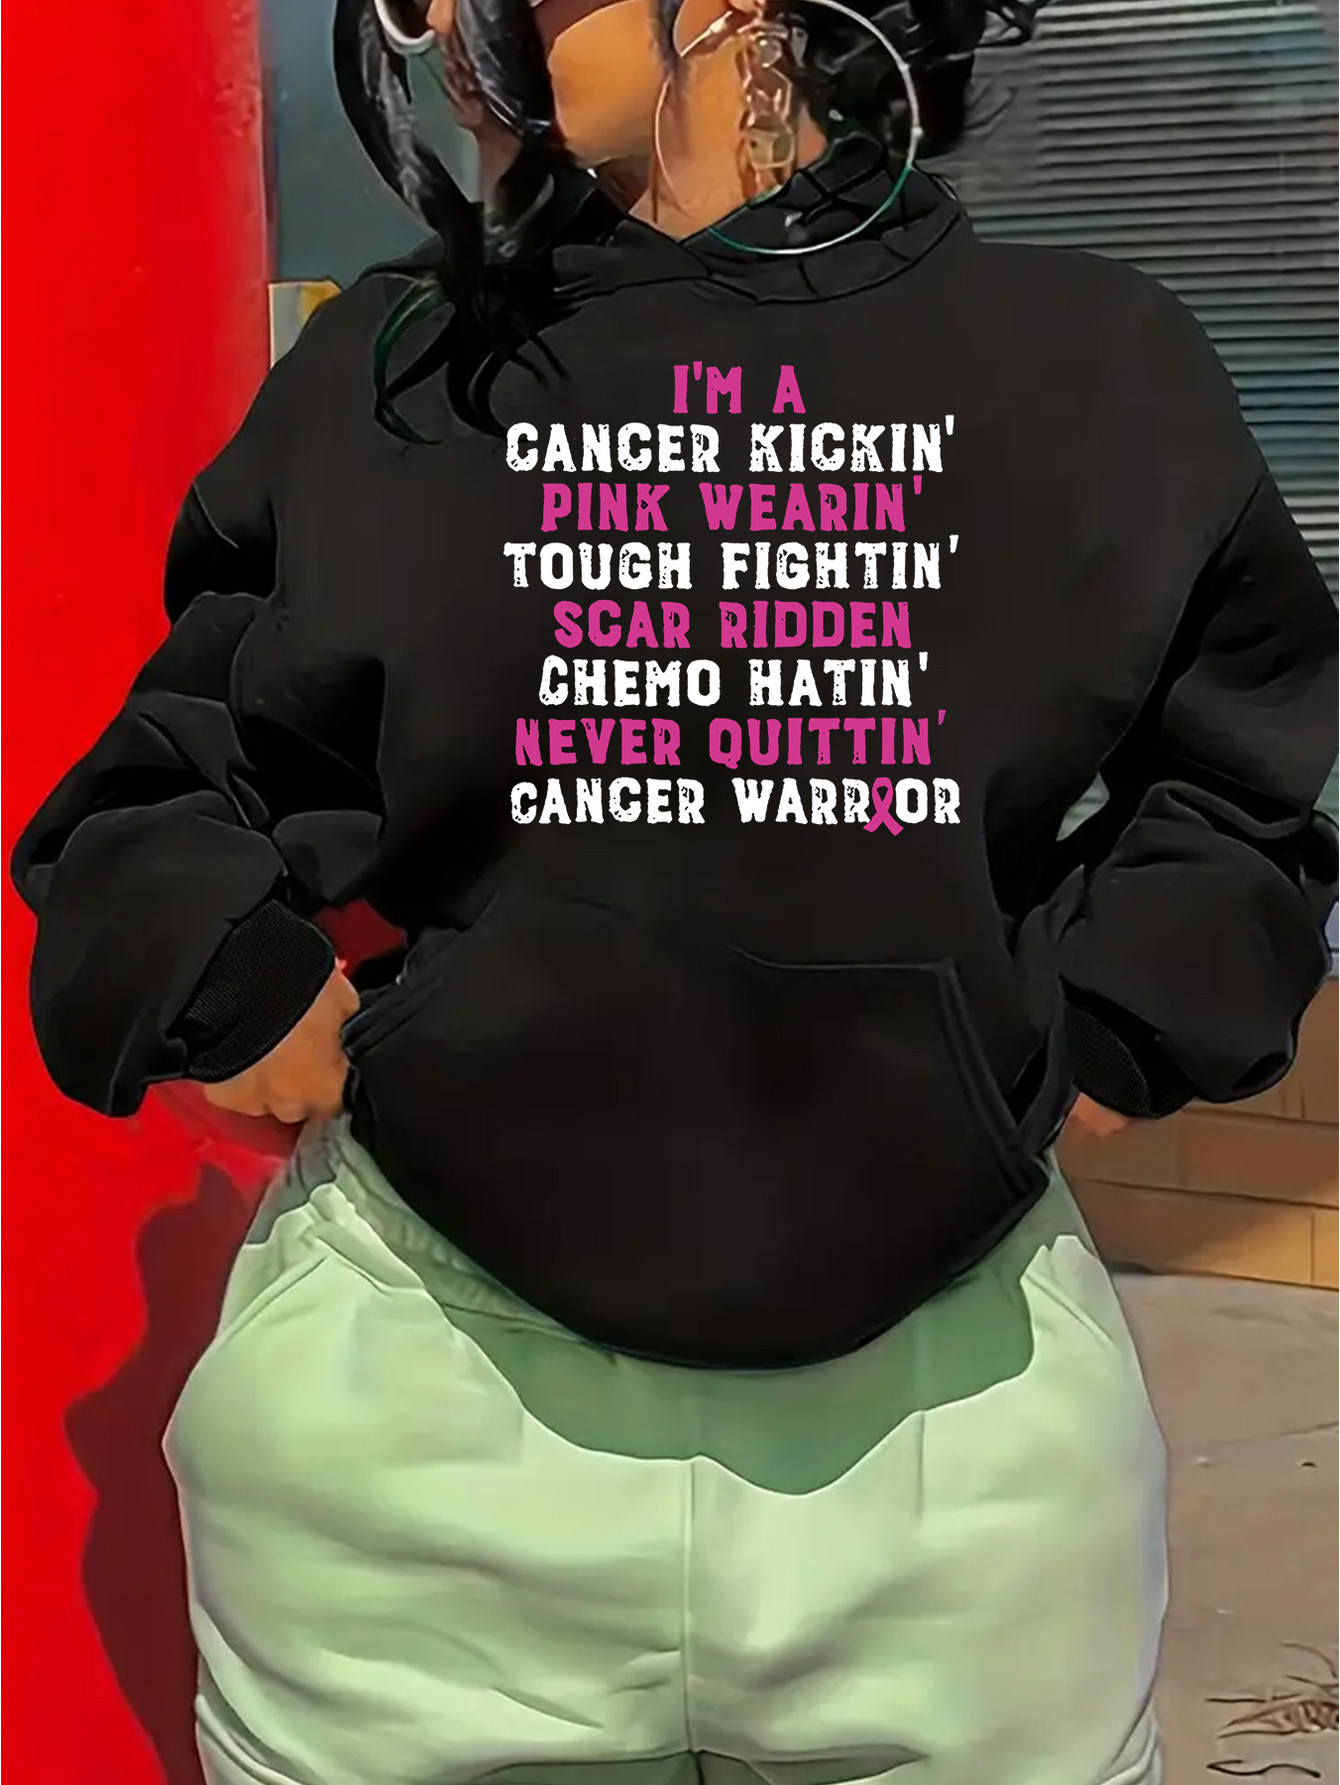 I'M A
CANCER KICKIN'
PINK WEARIN'
TOUGH FIGHTIN'
SCAR RIDDEN
CHEMO HATIN'
NEVER QUITTIN'
CANCER WARRIOR